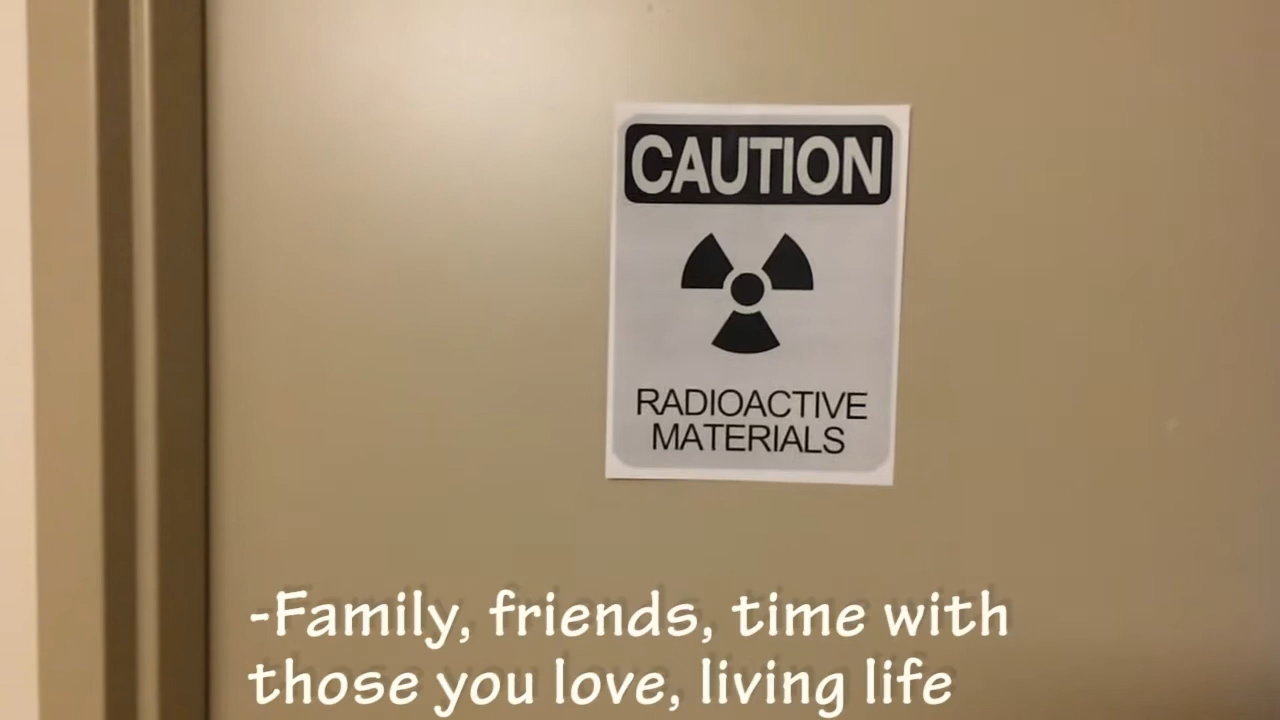 CAUTION
RADIOACTIVE
MATERIALS
-Family, friends, time with
those you love, living life